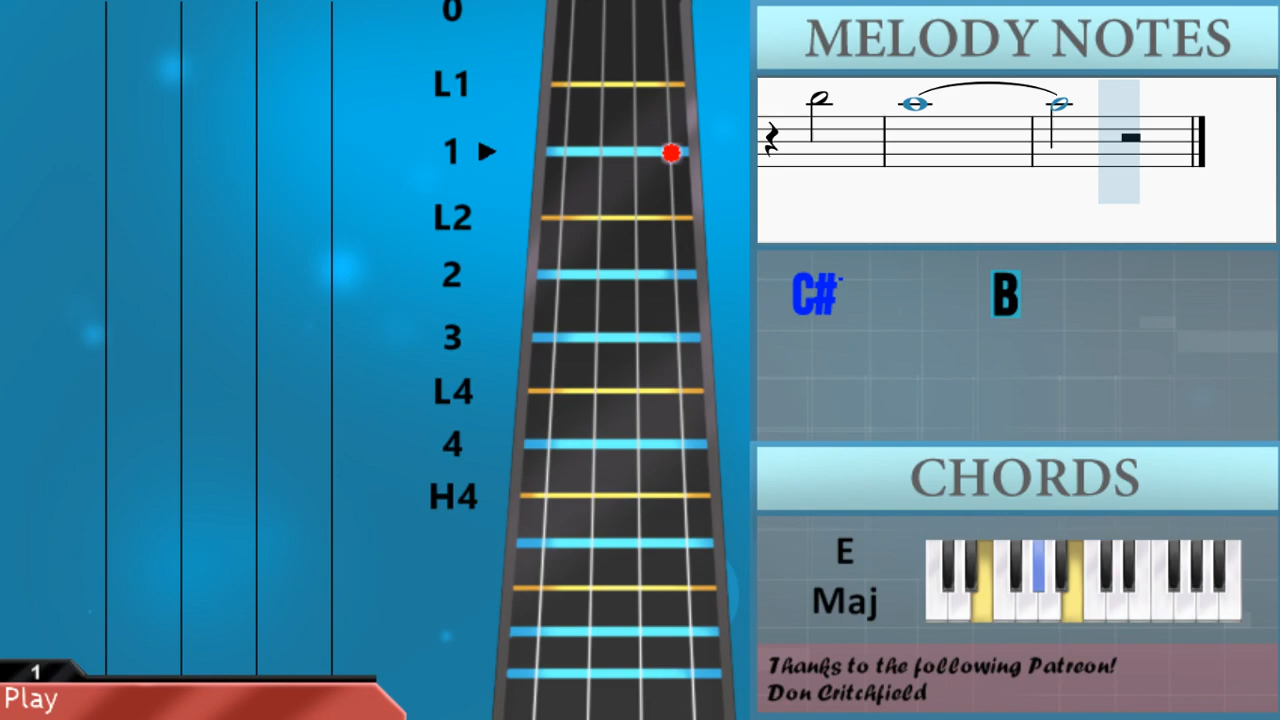 0
L1
1
L2
2
3
L4
4
H4
1
Play
MELODY NOTES
C#-
B
CHORDS
E
Maj
Thanks to the following Patreon!
Don Critchfield